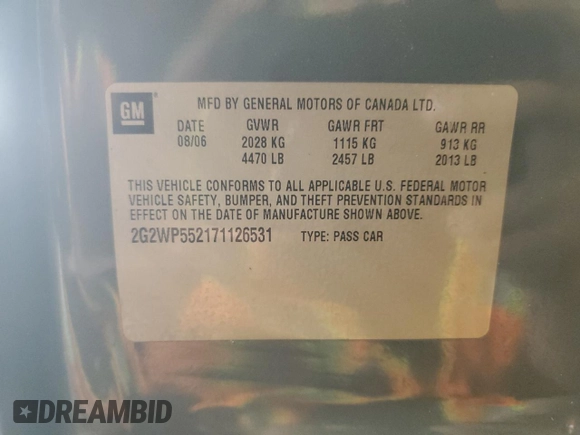 GM
MFD BY GENERAL MOTORS OF CANADA LTD.
DATE GVWR GAWR FRT GAWR RR
08/06 2028 KG 1115 KG 913 KG
4470 LB 2457 LB 2013 LB
THIS VEHICLE CONFORMS TO ALL APPLICABLE U.S. FEDERAL MOTOR
VEHICLE SAFETY, BUMPER, AND THEFT PREVENTION STANDARDS IN
EFFECT ON THE DATE OF MANUFACTURE SHOWN ABOVE.
2G2WP552171126531 TYPE: PASS CAR
DREAMBID